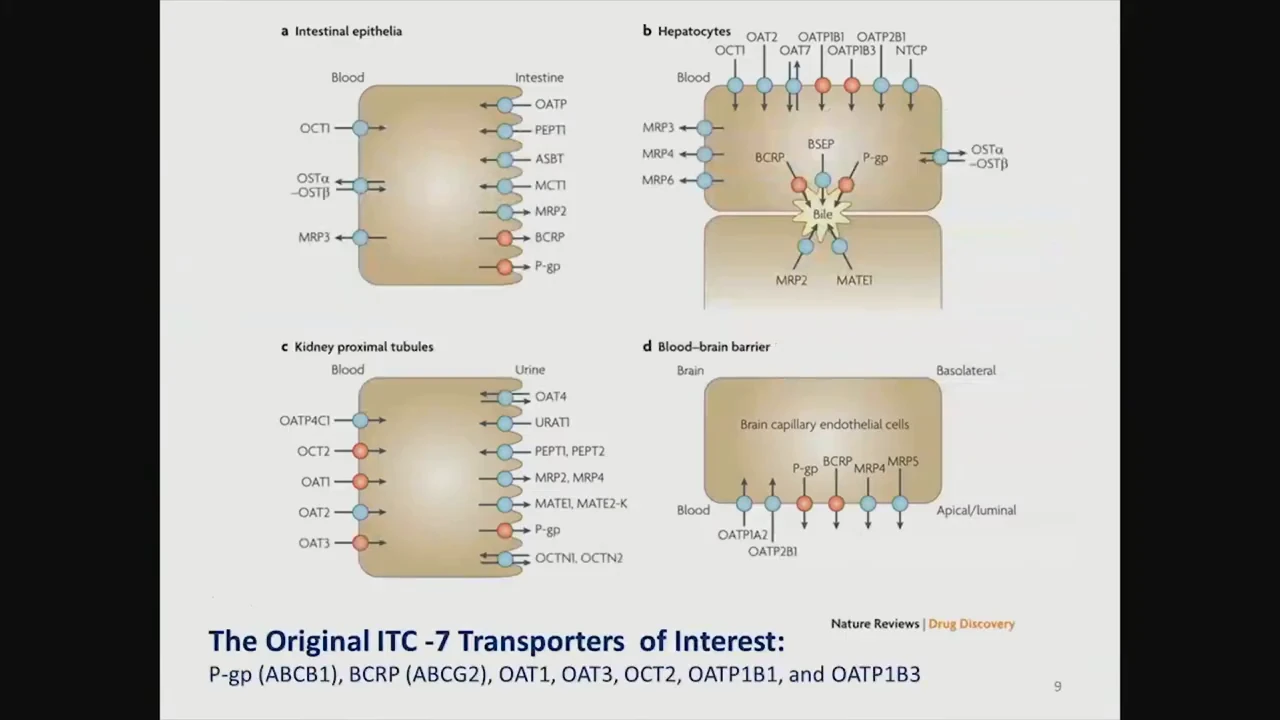 a Intestinal epithelia
Blood
Intestine
OCT1
OSTα
–OSTβ
MRP3
OATP
PEPT1
ASBT
MCT1
MRP2
BCRP
P-gp
b Hepatocytes
Blood
OCT1
OAT2
OAT7
OATP1B1
OATP1B3
OATP2B1
NTCP
MRP3
MRP4
MRP6
BCRP
BSEP
P-gp
OSTα
–OSTβ
Bile
MRP2
MATE1
c Kidney proximal tubules
Blood
Urine
OATP4C1
OCT2
OAT1
OAT2
OAT3
OAT4
URAT1
PEPT1, PEPT2
MRP2, MRP4
MATE1, MATE2-K
P-gp
OCTN1, OCTN2
d Blood–brain barrier
Brain
Basolateral
Brain capillary endothelial cells
P-gp
BCRP
MRP4
MRP5
Blood
Apical/luminal
OATP1A2
OATP2B1
Nature Reviews | Drug Discovery
The Original ITC -7 Transporters of Interest:
P-gp (ABCB1), BCRP (ABCG2), OAT1, OAT3, OCT2, OATP1B1, and OATP1B3
9